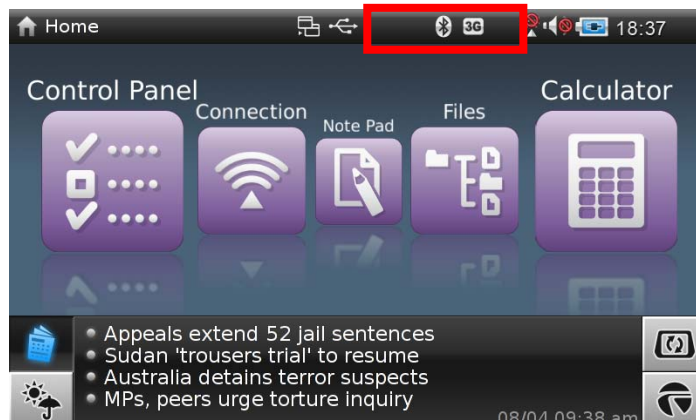 Home 3G 18:37
Control Panel Connection Note Pad Files Calculator
Appeals extend 52 jail sentences
Sudan 'trousers trial' to resume
Australia detains terror suspects
MPs, peers urge torture inquiry
08/04 09:38 am